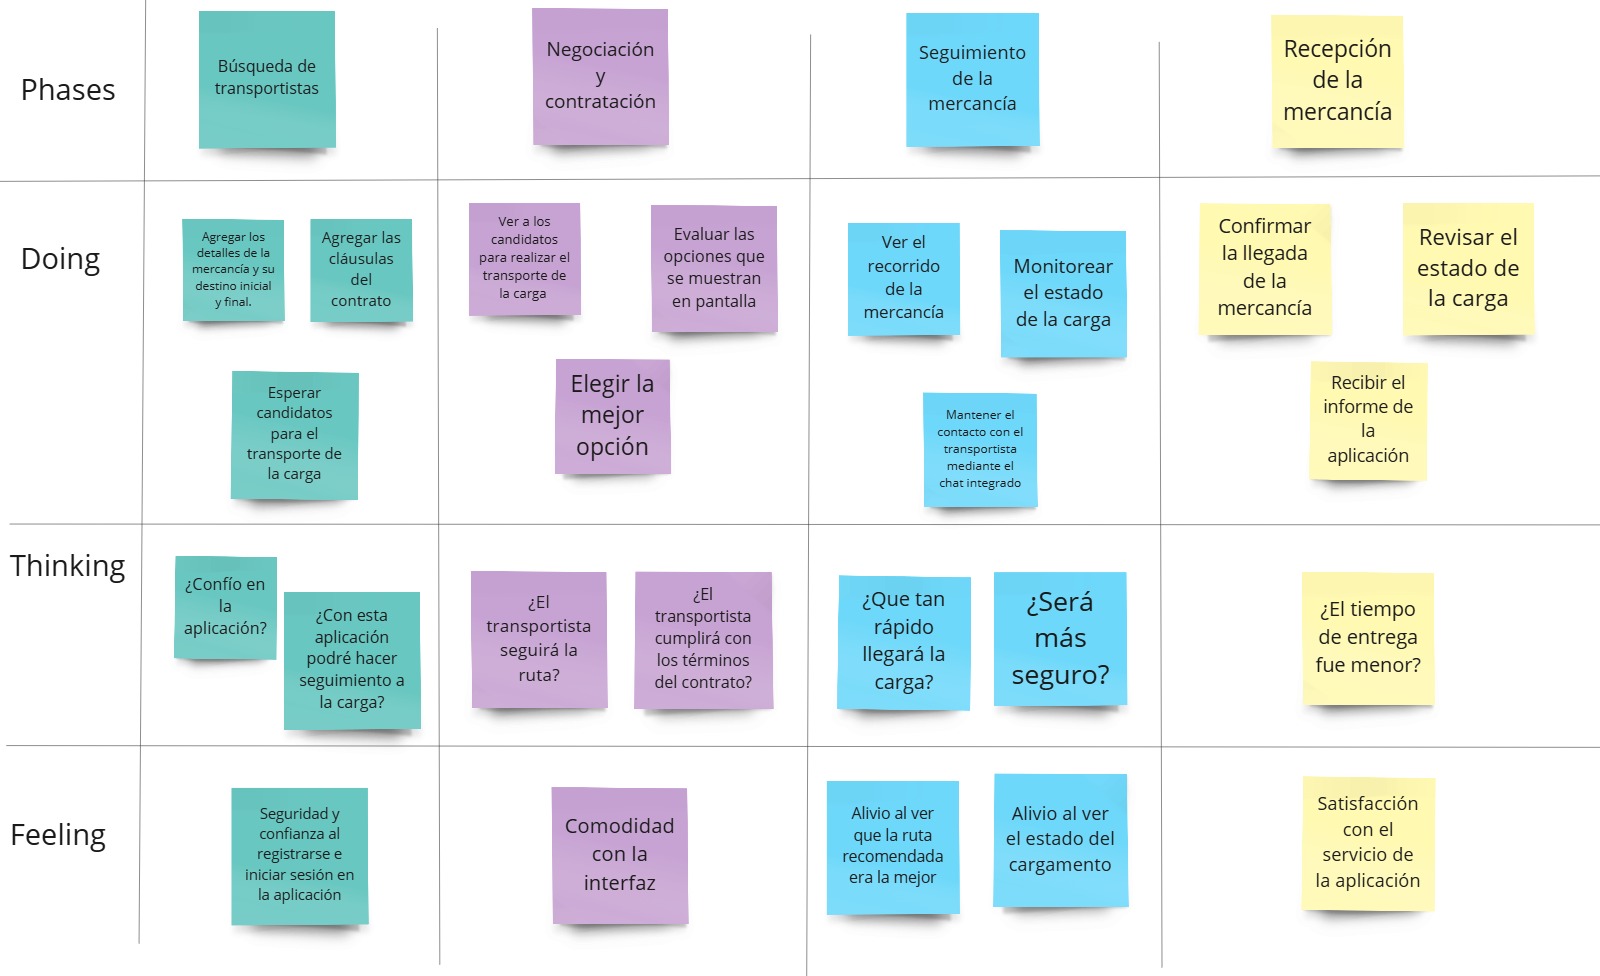 Phases
Búsqueda de
transportistas
Negociación
y
contratación
Seguimiento
de la
mercancía
Recepción
de la
mercancía
Doing
Agregar los
detalles de la
mercancía y su
destino inicial
y final.
Agregar las
cláusulas
del
contrato
Esperar
candidatos
para el
transporte de
la carga
Ver a los
candidatos
para realizar el
transporte de
la carga
Evaluar las
opciones que
se muestran
en pantalla
Elegir la
mejor
opción
Ver el
recorrido
de la
mercancía
Monitorear
el estado
de la carga
Mantener el
contacto con el
transportista
mediante el
chat integrado
Confirmar
la llegada
de la
mercancía
Revisar el
estado de
la carga
Recibir el
informe de
la
aplicación
Thinking
¿Confío en
la
aplicación?
¿Con esta
aplicación
podré hacer
seguimiento a
la carga?
¿El
transportista
seguirá la
ruta?
¿El
transportista
cumplirá con
los términos
del contrato?
¿Que tan
rápido
llegará la
carga?
¿Será
más
seguro?
¿El tiempo
de entrega
fue menor?
Feeling
Seguridad y
confianza al
registrarse e
iniciar sesión en
la aplicación
Comodidad
con la
interfaz
Alivio al ver
que la ruta
recomendada
era la mejor
Alivio al ver
el estado del
cargamento
Satisfacción
con el
servicio de
la aplicación